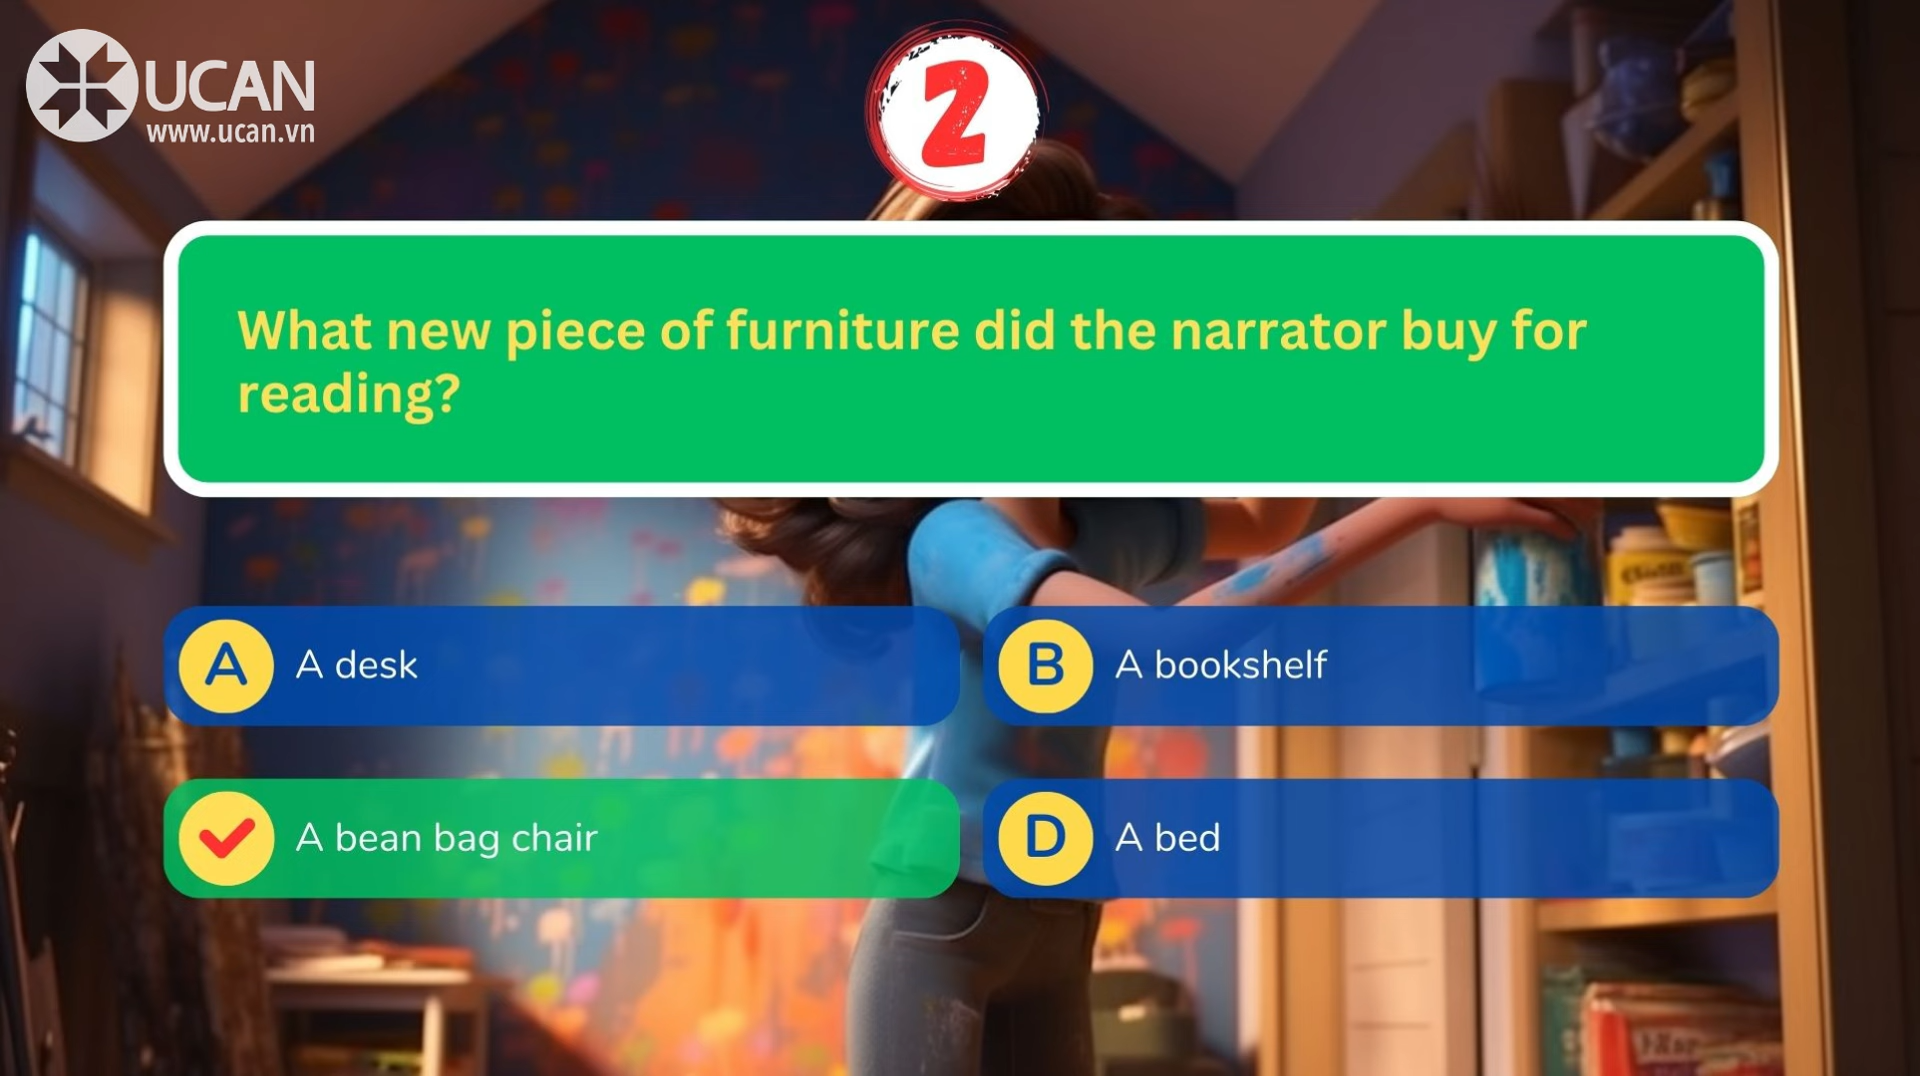 UCAN
www.ucan.vn
2
What new piece of furniture did the narrator buy for
reading?
A A desk
B A bookshelf
A bean bag chair
D A bed